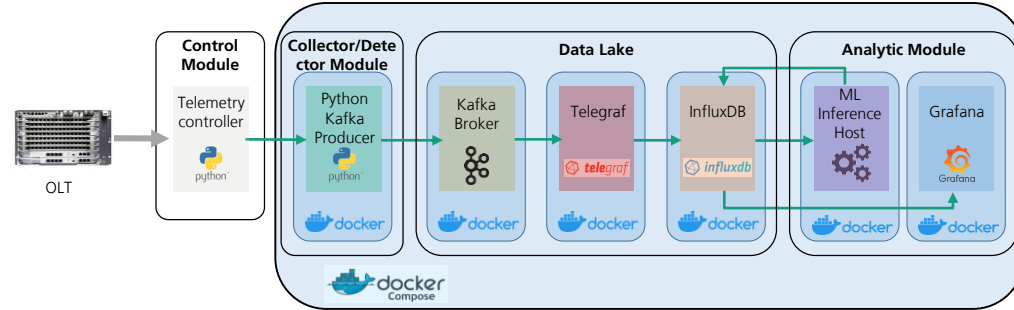 Control
Module
Collector/Dete
ctor Module
Data Lake
Analytic Module
Telemetry
controller
python
Python
Kafka
Producer
python
Kafka
Broker
Telegraf
telegraf
InfluxDB
influxdb
ML
Inference
Host
Grafana
Grafana
OLT
docker
docker
docker
docker
docker
docker
docker
Compose